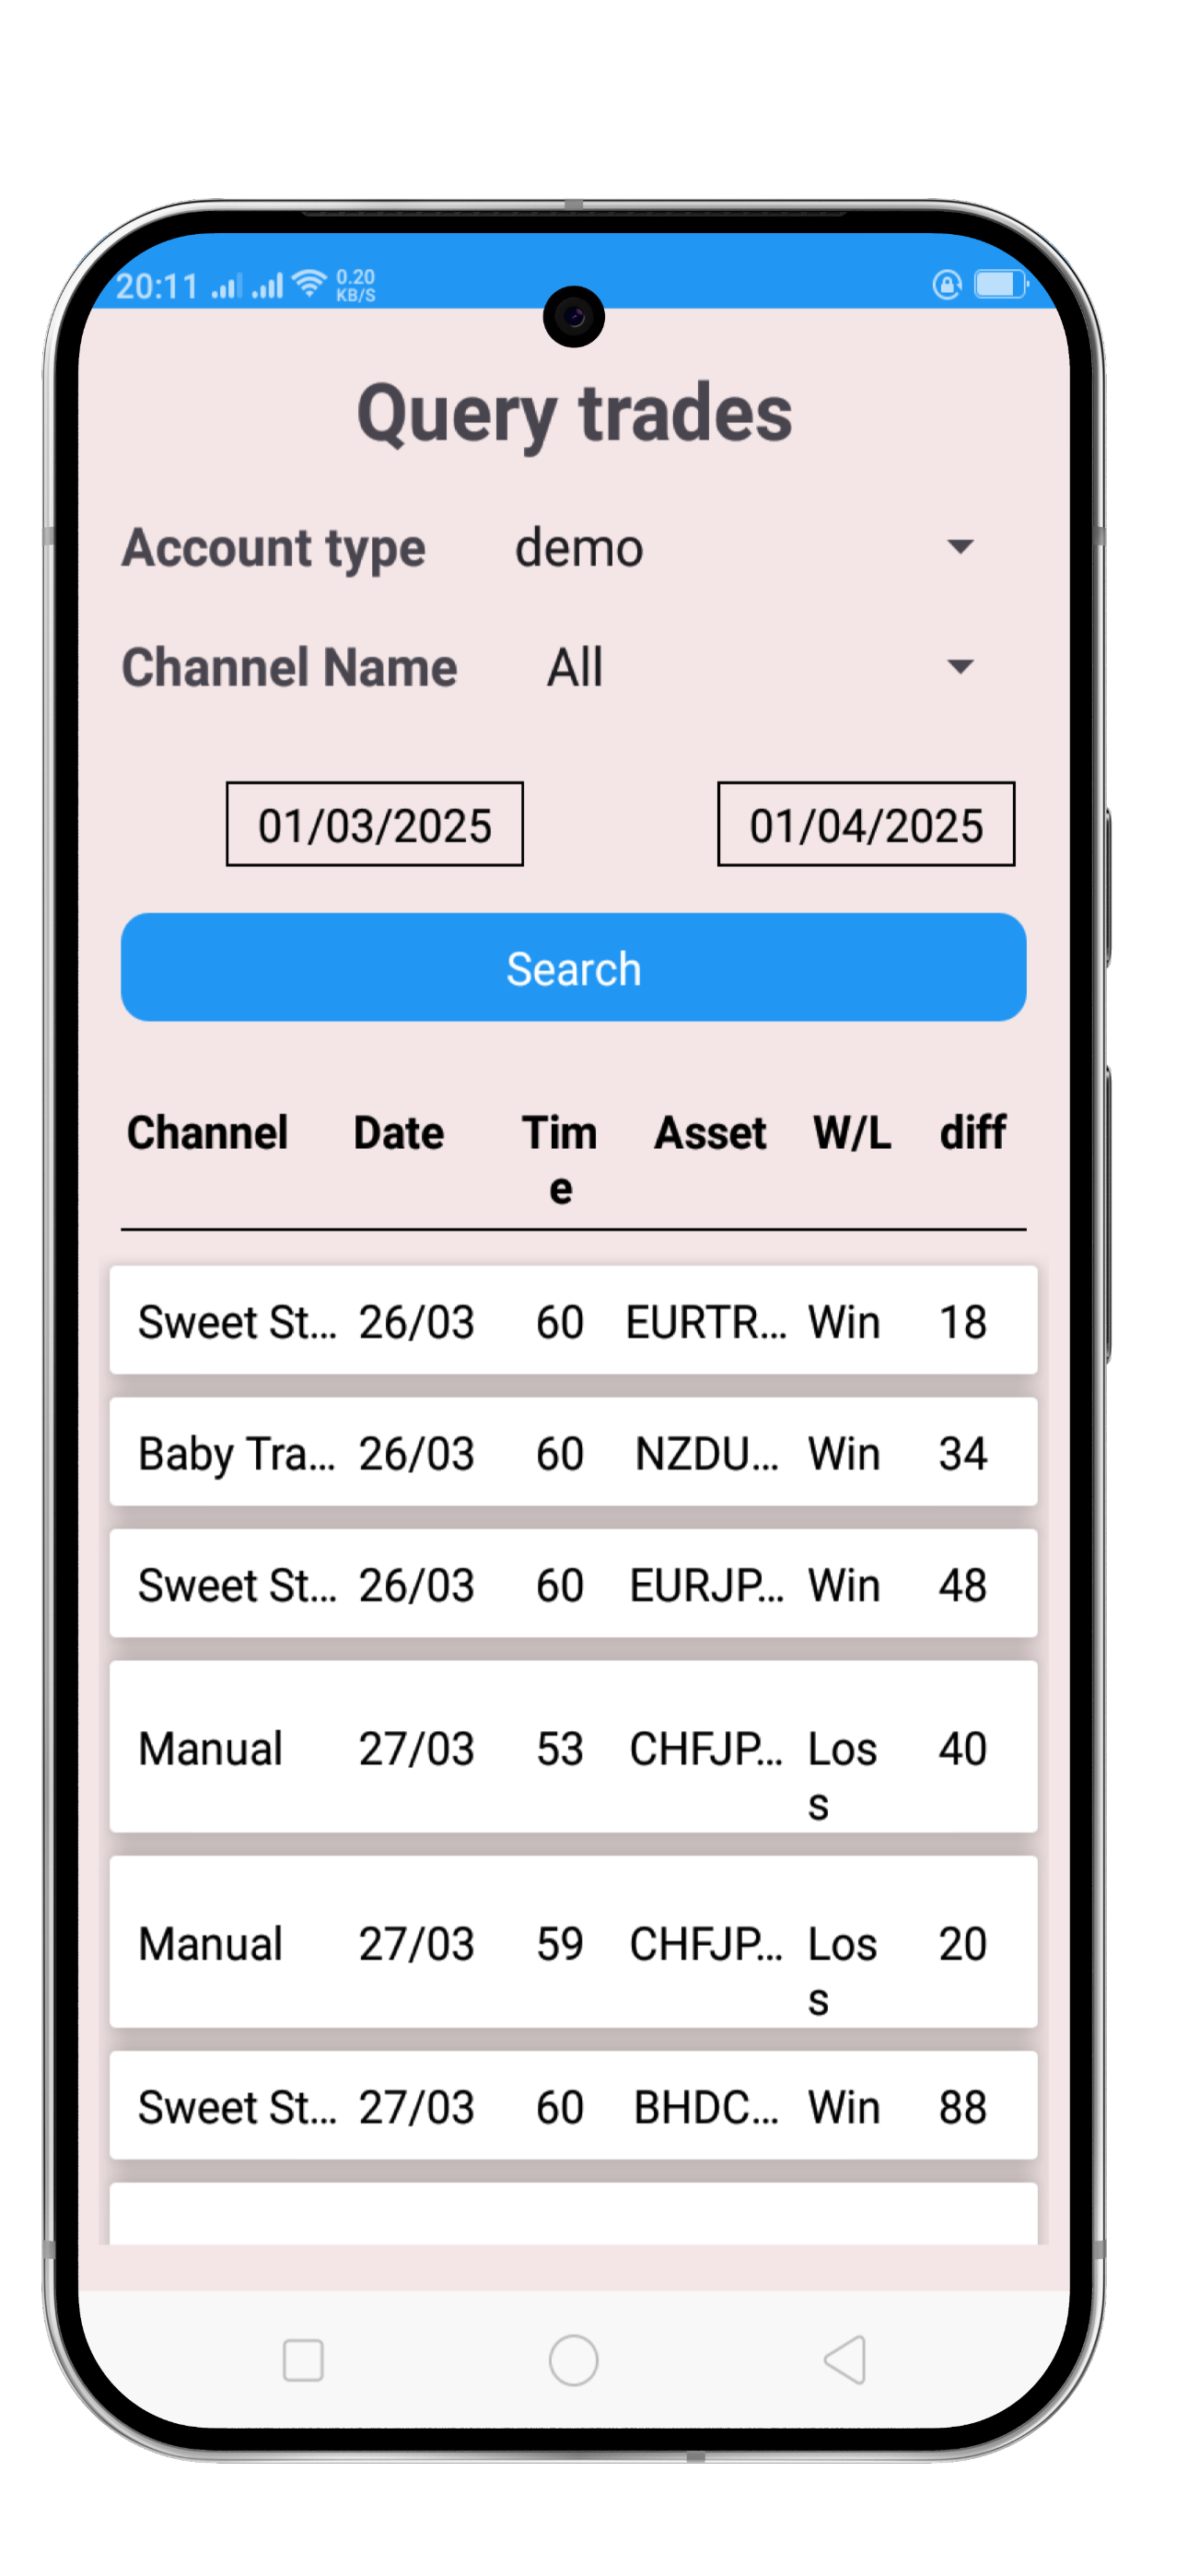 20:11 0.20 KB/S
Query trades
Account type demo
Channel Name All
01/03/2025 01/04/2025
Search
Channel Date Tim
e Asset W/L diff
Sweet St... 26/03 60 EURTR... Win 18
Baby Tra... 26/03 60 NZDU... Win 34
Sweet St... 26/03 60 EURJP... Win 48
Manual 27/03 53 CHFJP... Los
s 40
Manual 27/03 59 CHFJP... Los
s 20
Sweet St... 27/03 60 BHDC... Win 88